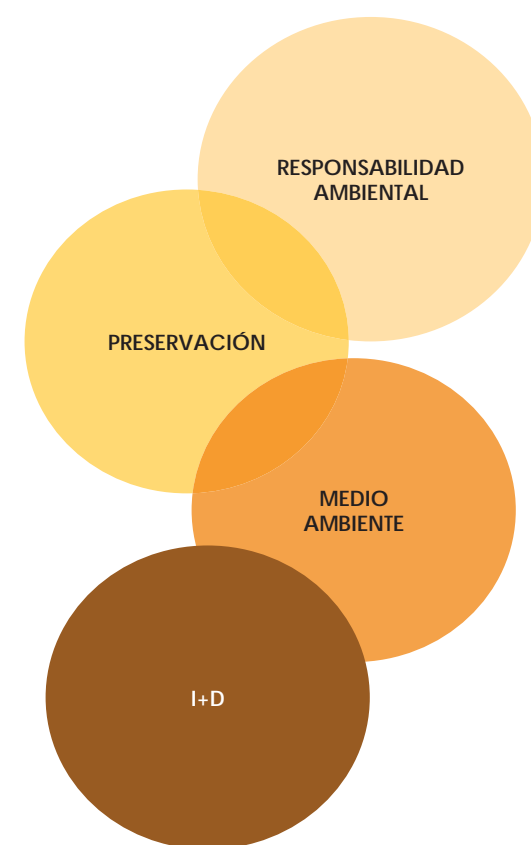 RESPONSABILIDAD
AMBIENTAL
PRESERVACIÓN
MEDIO
AMBIENTE
I+D